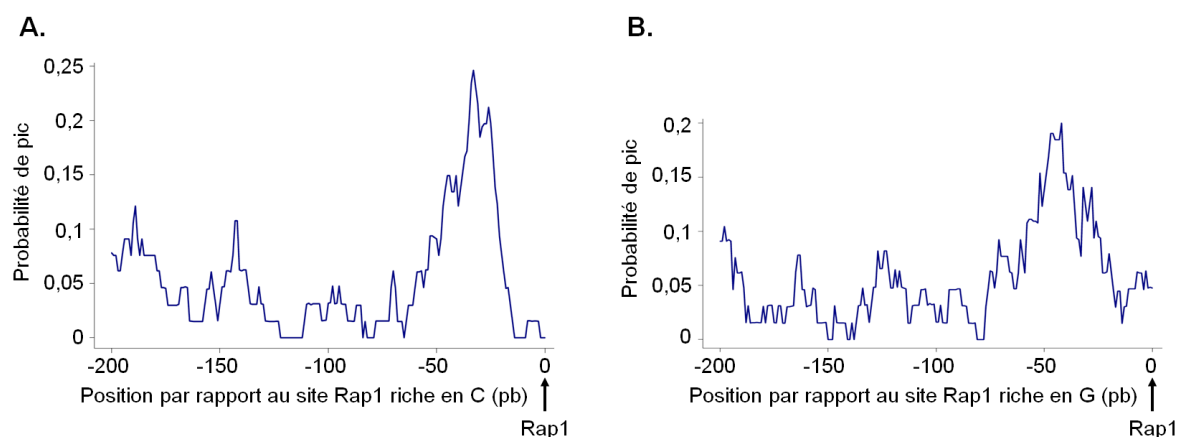 A.
Probabilité de pic
0,25
0,2
0,15
0,1
0,05
0
-200
-150
-100
-50
0
Position par rapport au site Rap1 riche en C (pb)
Rap1
B.
Probabilité de pic
0,2
0,15
0,1
0,05
0
-200
-150
-100
-50
0
Position par rapport au site Rap1 riche en G (pb)
Rap1